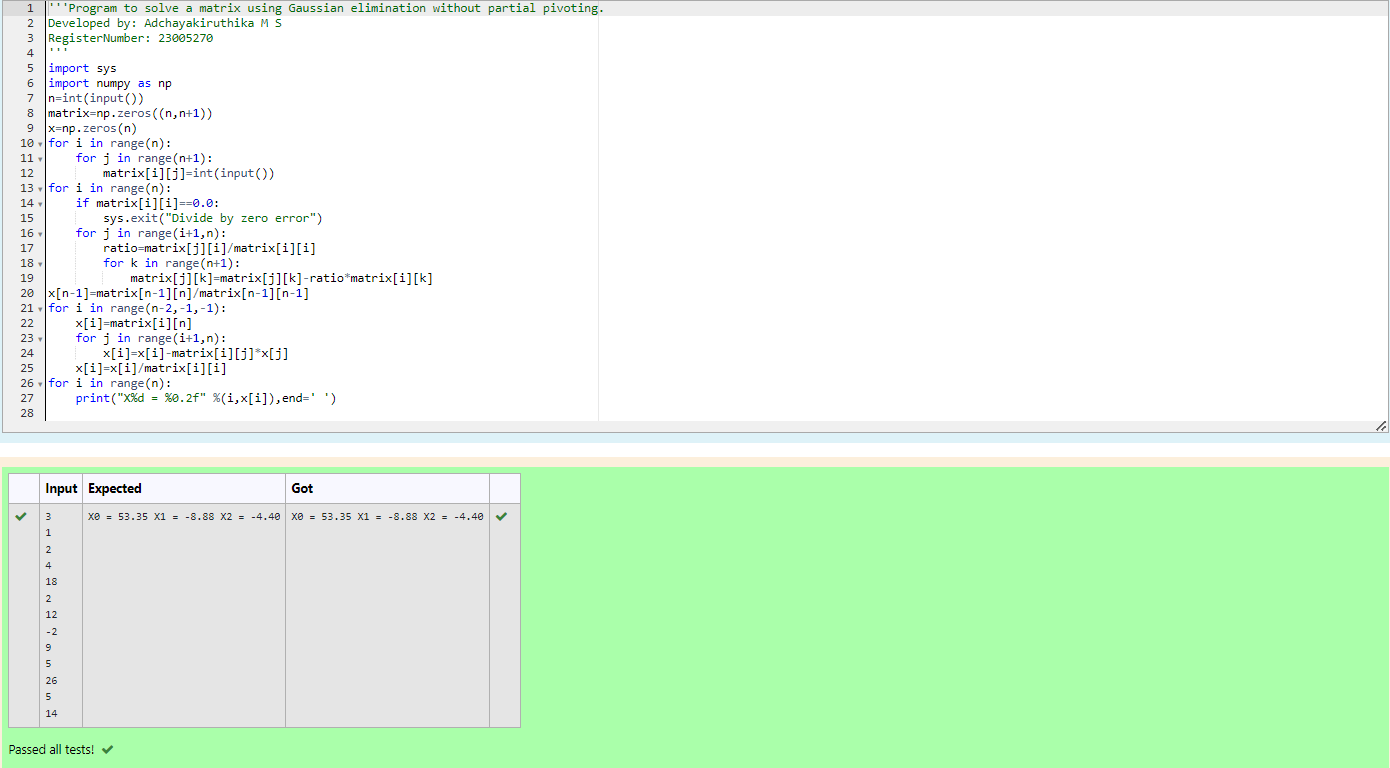 1 '''Program to solve a matrix using Gaussian elimination without partial pivoting.
2 Developed by: Adchayakiruthika M S
3 RegisterNumber: 23005270
4 '''
5 import sys
6 import numpy as np
7 n=int(input())
8 matrix=np.zeros((n,n+1))
9 x=np.zeros(n)
10 for i in range(n):
11     for j in range(n+1):
12         matrix[i][j]=int(input())
13 for i in range(n):
14     if matrix[i][i]==0.0:
15         sys.exit("Divide by zero error")
16     for j in range(i+1,n):
17         ratio=matrix[j][i]/matrix[i][i]
18         for k in range(n+1):
19             matrix[j][k]=matrix[j][k]-ratio*matrix[i][k]
20 x[n-1]=matrix[n-1][n]/matrix[n-1][n-1]
21 for i in range(n-2,-1,-1):
22     x[i]=matrix[i][n]
23     for j in range(i+1,n):
24         x[i]=x[i]-matrix[i][j]*x[j]
25     x[i]=x[i]/matrix[i][i]
26 for i in range(n):
27     print("X%d = %0.2f" %(i,x[i]),end=' ')
28
Input Expected Got
3 X0 = 53.35 X1 = -8.88 X2 = -4.40 X0 = 53.35 X1 = -8.88 X2 = -4.40
1
2
4
18
2
12
-2
9
5
26
5
14
Passed all tests!